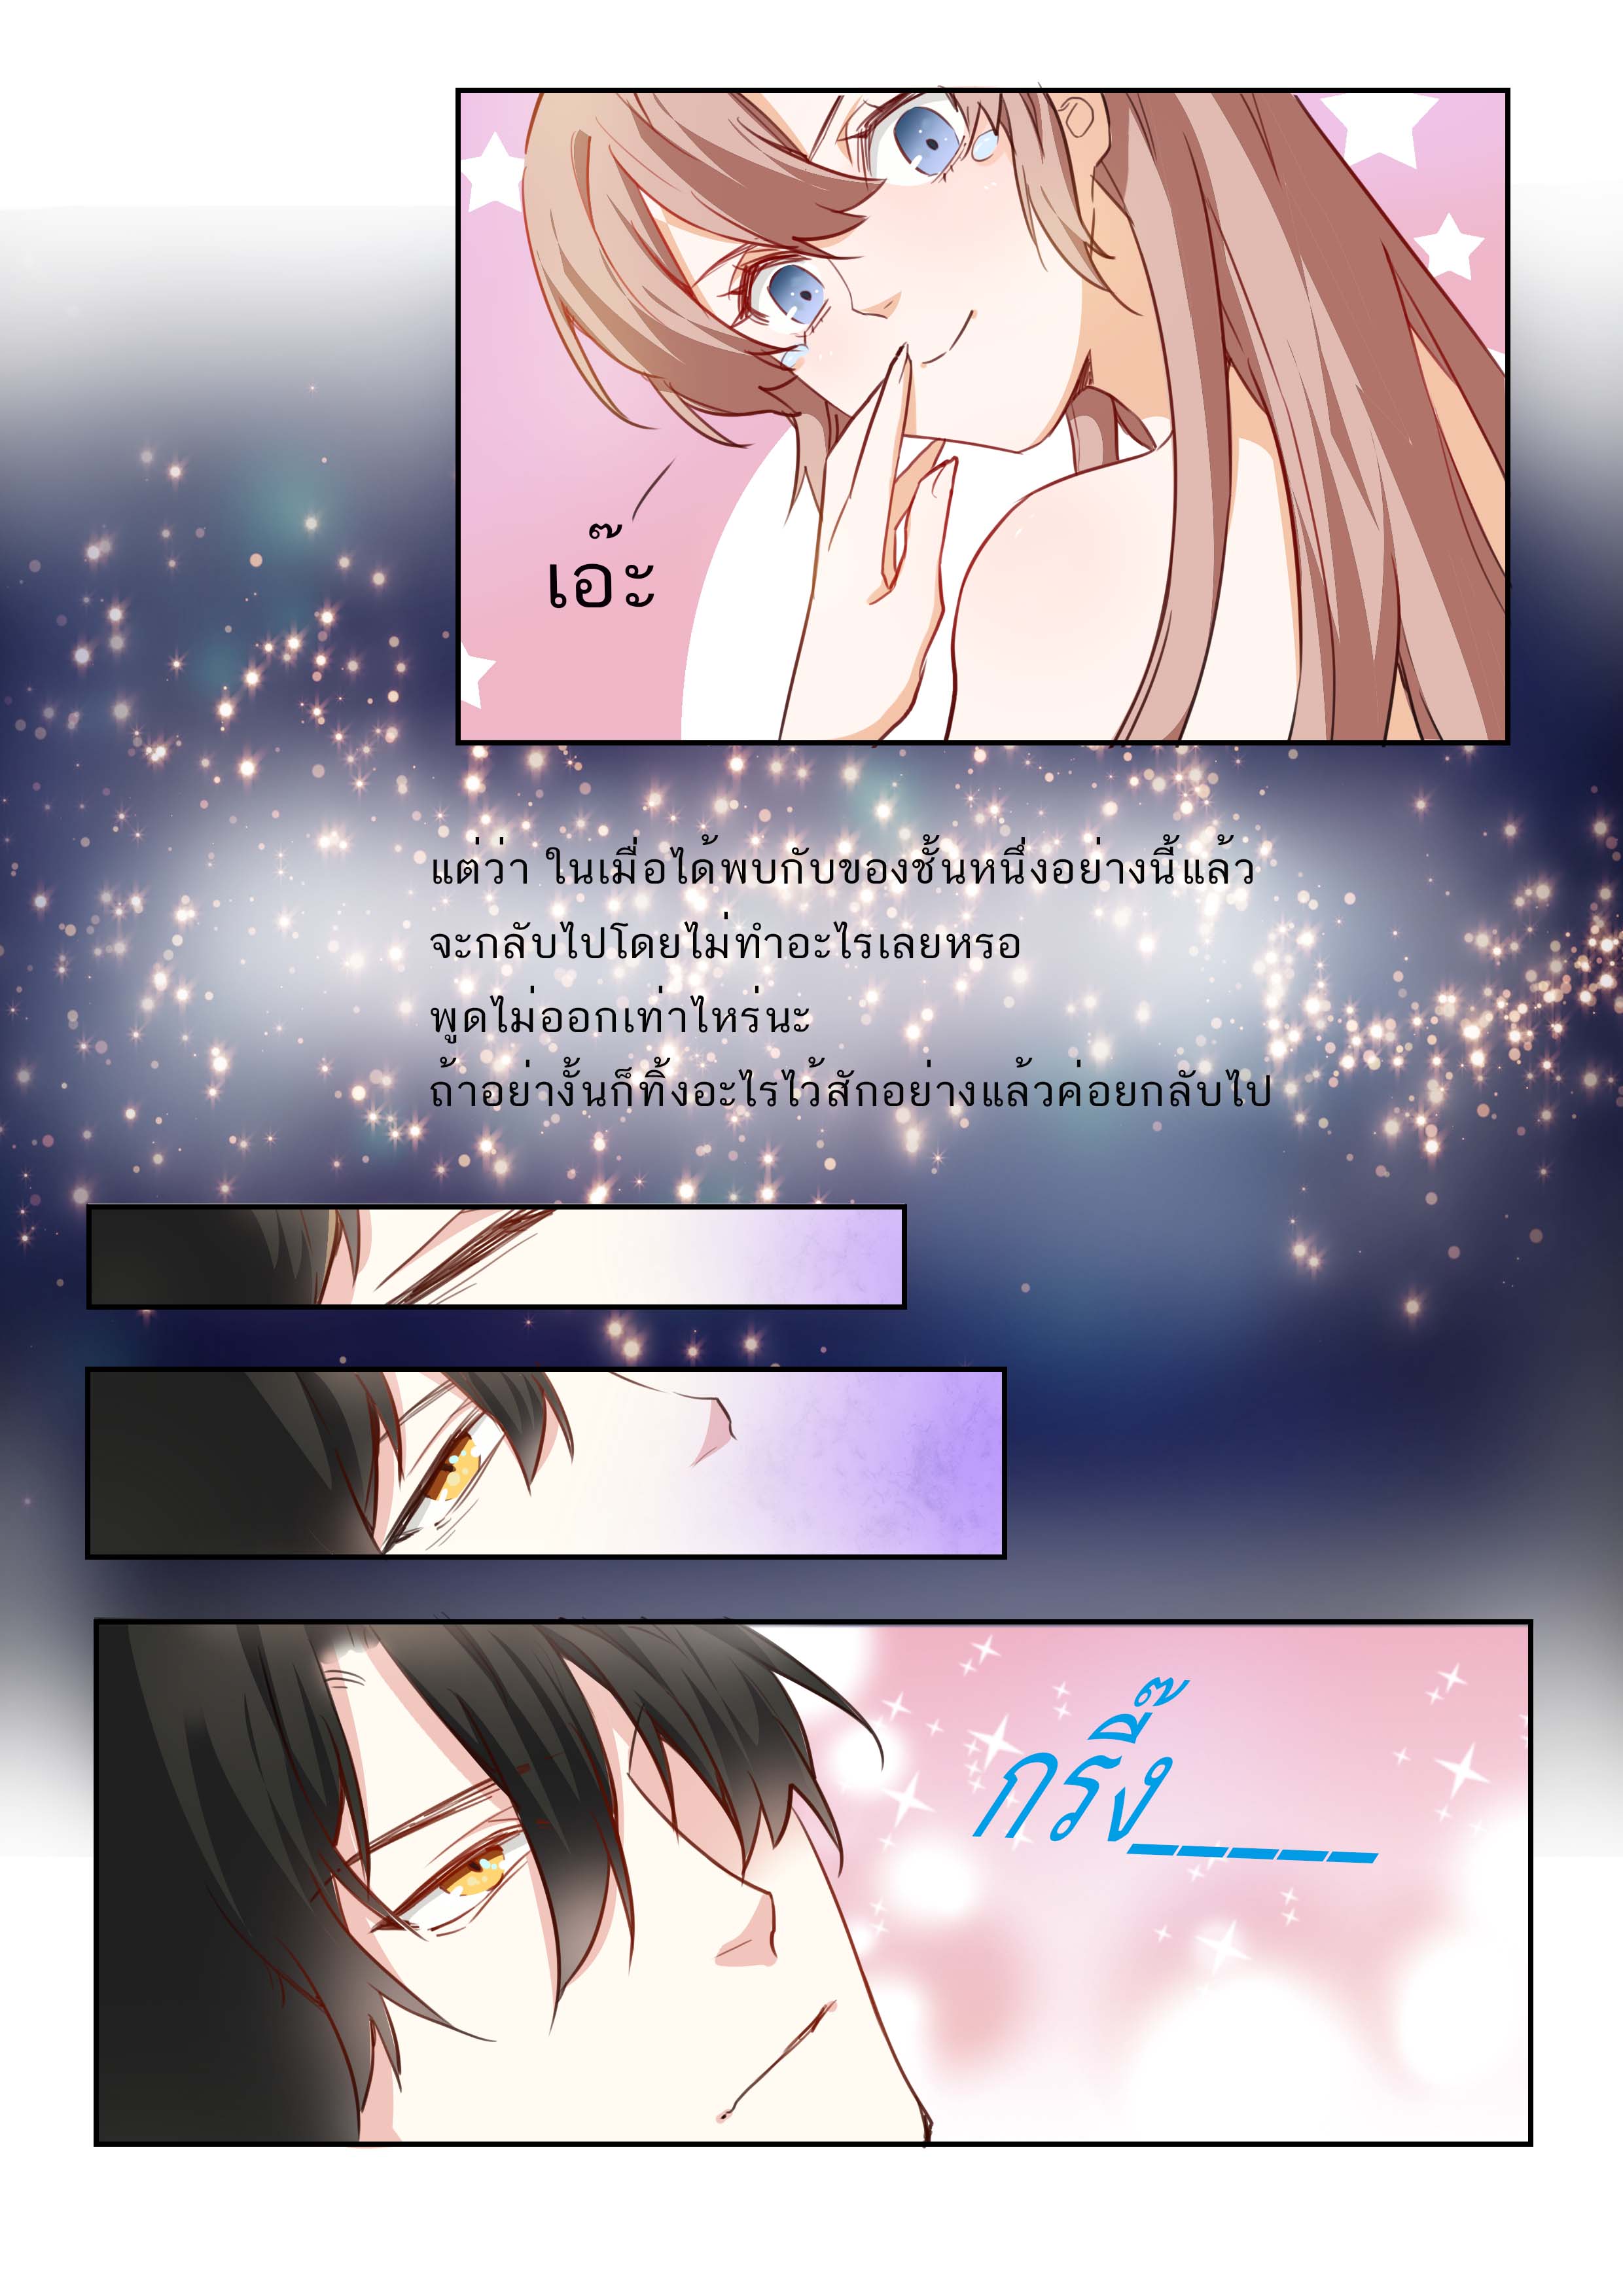 เอ๊ะ
แต่ว่า ในเมื่อได้พบกับของชั้นหนึ่งอย่างนี้แล้ว
จะกลับไปโดยไม่ทำอะไรเลยหรอ
พูดไม่ออกเท่าไหร่นะ
ถ้าอย่างั้นก็ทิ้งอะไรไว้สักอย่างแล้วค่อยกลับไป
กรี๊ง_____